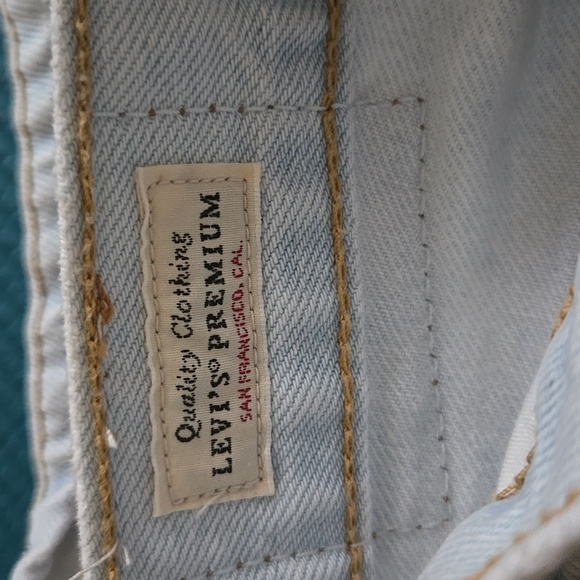 Quality Clothing
LEVI'S® PREMIUM
SAN FRANCISCO, CAL.